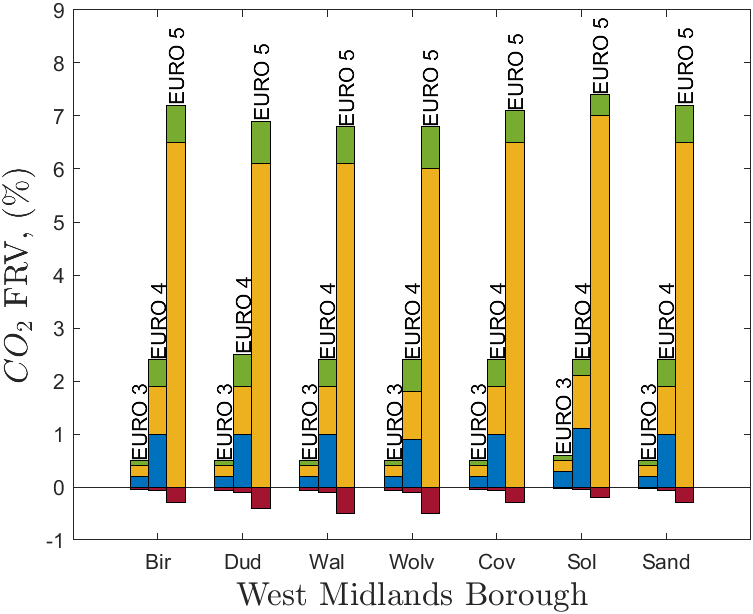 9
8
7
6
5
4
3
2
1
0
-1
CO2 FRV, (%)
EURO 3
EURO 4
EURO 5
EURO 3
EURO 4
EURO 5
EURO 3
EURO 4
EURO 5
EURO 3
EURO 4
EURO 5
EURO 3
EURO 4
EURO 5
EURO 3
EURO 4
EURO 5
EURO 3
EURO 4
EURO 5
Bir Dud Wal Wolv Cov Sol Sand
West Midlands Borough